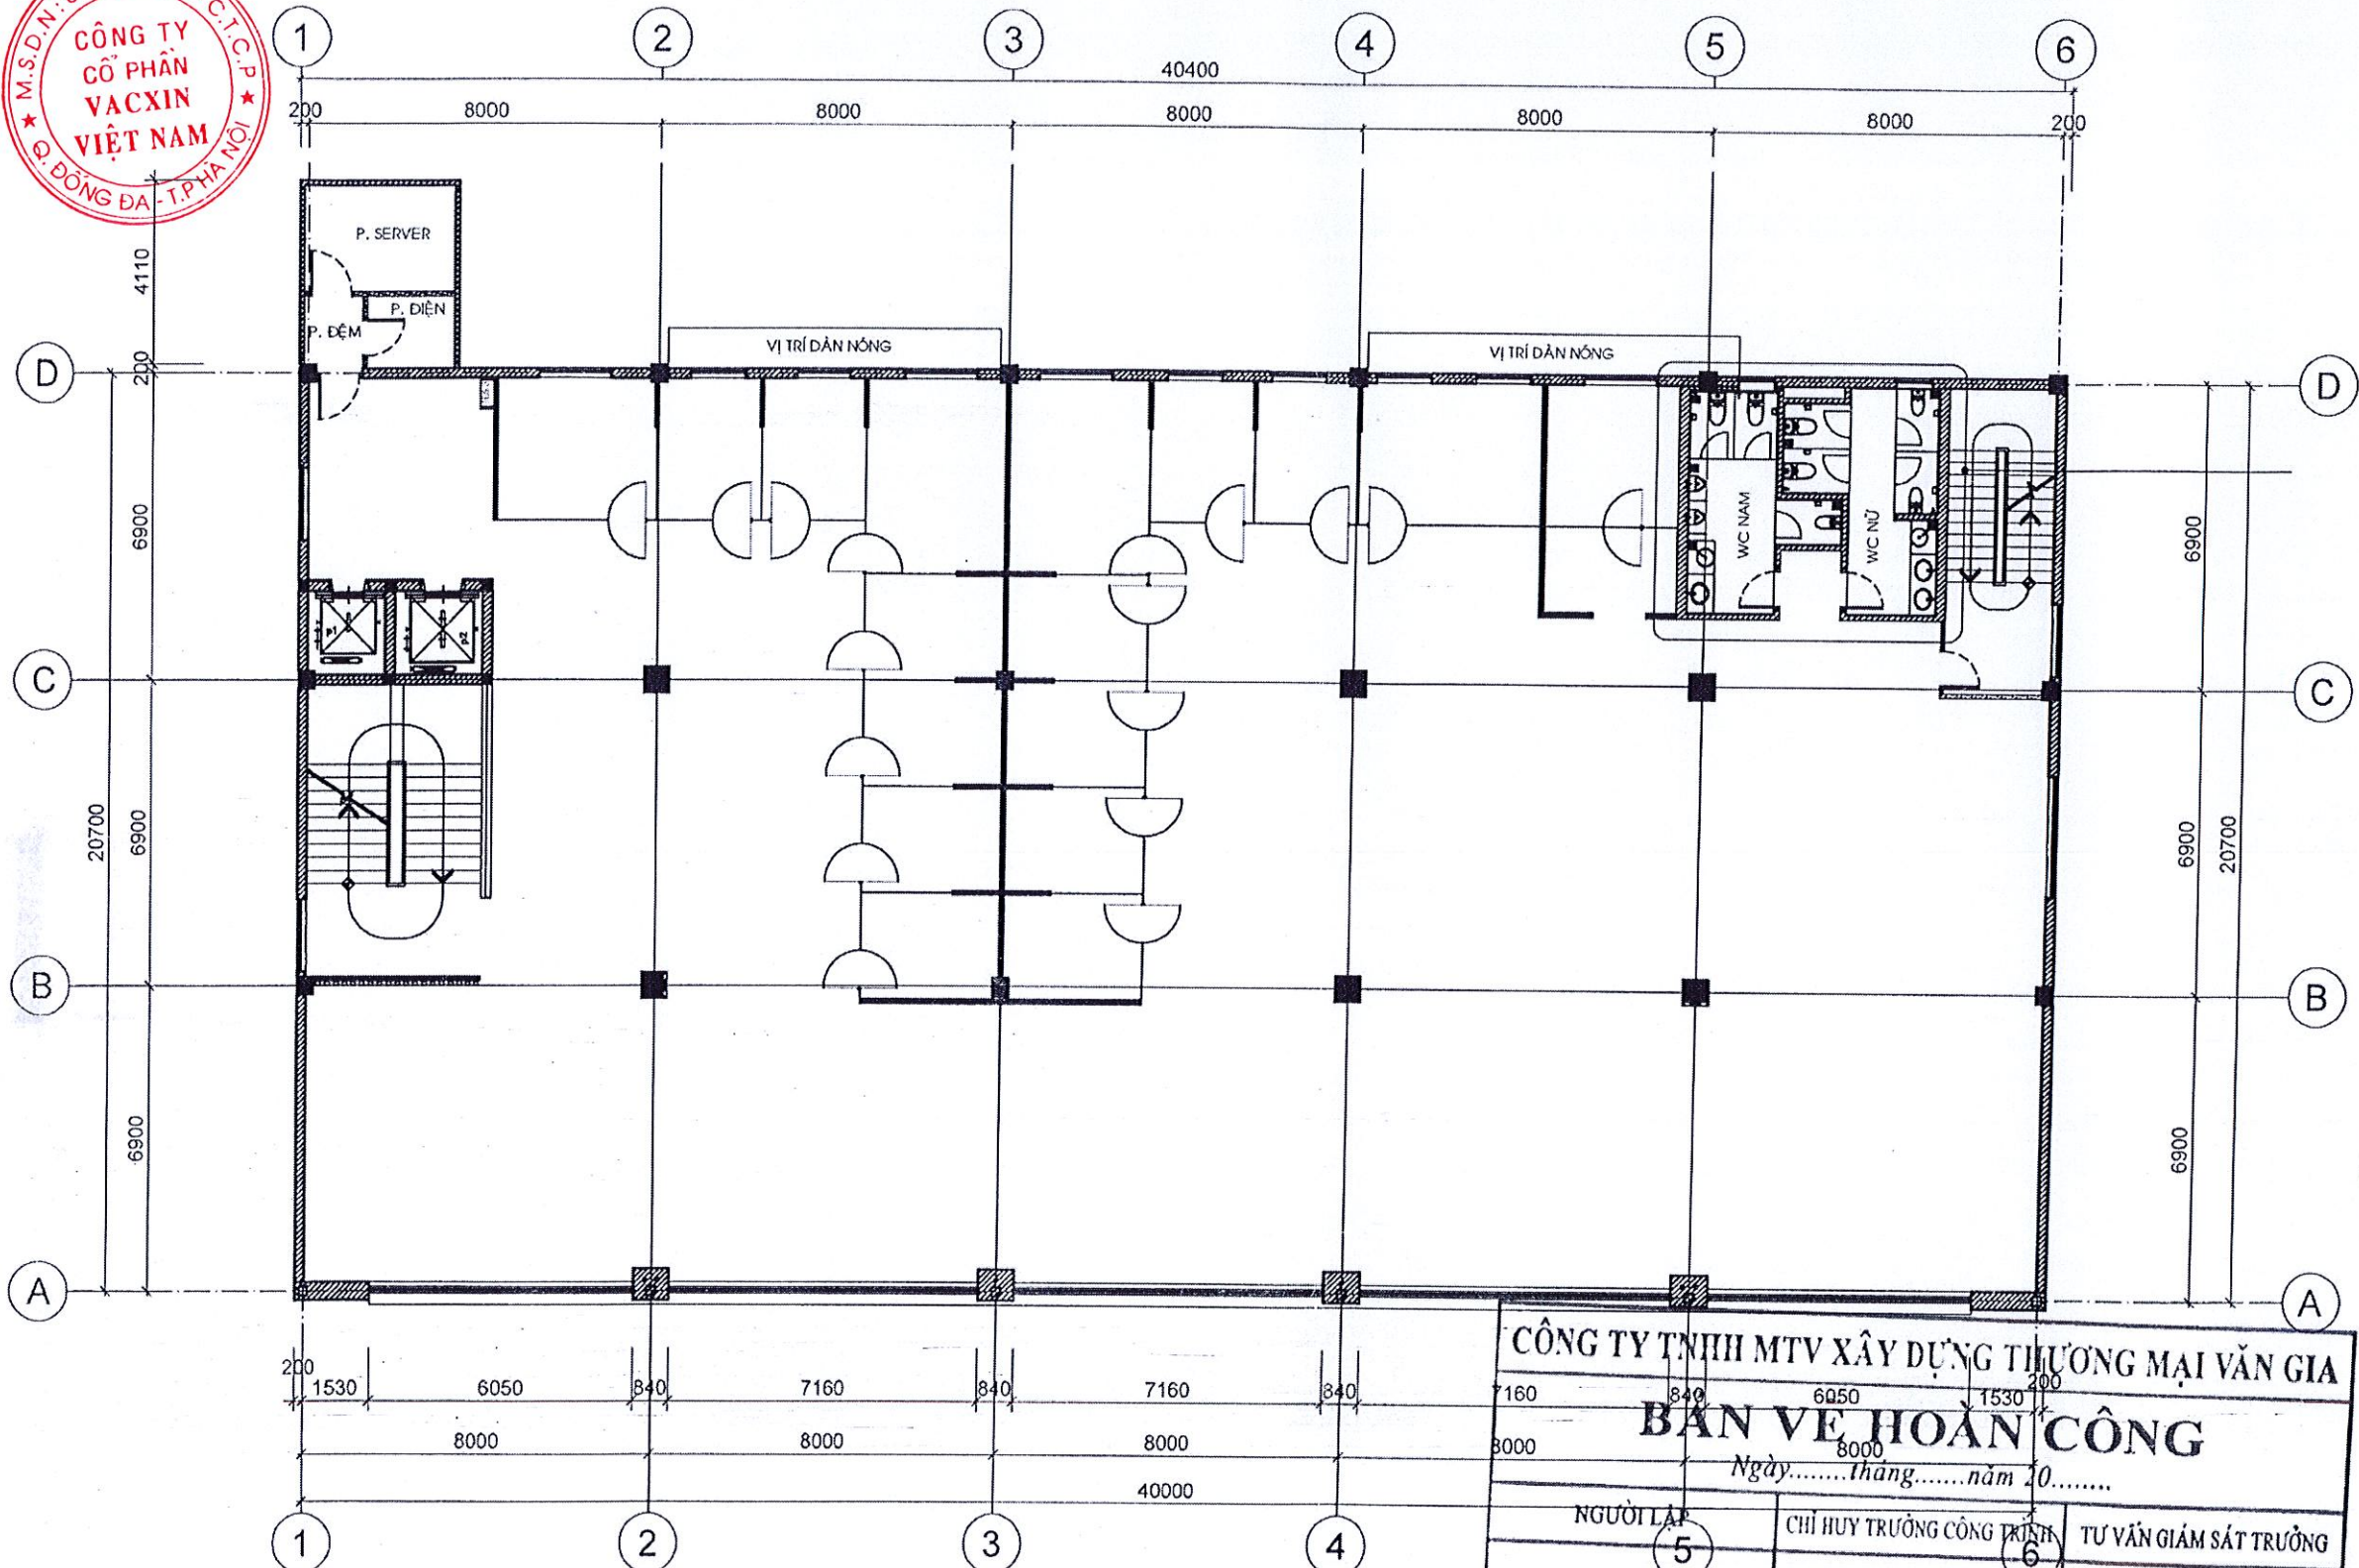 M.S.D.N: C.T.C.P
CÔNG TY
CỔ PHẦN
VACXIN
VIỆT NAM
Q. ĐỐNG ĐA - T.P HÀ NỘI
1
2
3
4
5
6
40400
200
8000
8000
8000
8000
8000
200
4110
P. SERVER
P. ĐIỆN
P. ĐỆM
VỊ TRÍ DÀN NÓNG
VỊ TRÍ DÀN NÓNG
D
200
D
6900
WC NAM
WC NỮ
6900
p1
p2
C
C
20700
6900
6900
20700
B
B
6900
6900
A
A
200
1530
6050
840
7160
840
7160
840
7160
840
6050
1530
200
8000
8000
8000
8000
8000
40000
CÔNG TY TNHH MTV XÂY DỰNG THƯƠNG MẠI VĂN GIA
BẢN VẼ HOÀN CÔNG
Ngày........tháng.......năm 20........
NGƯỜI LẬP
CHỈ HUY TRƯỞNG CÔNG TRÌNH
TƯ VẤN GIÁM SÁT TRƯỞNG
1
2
3
4
5
6